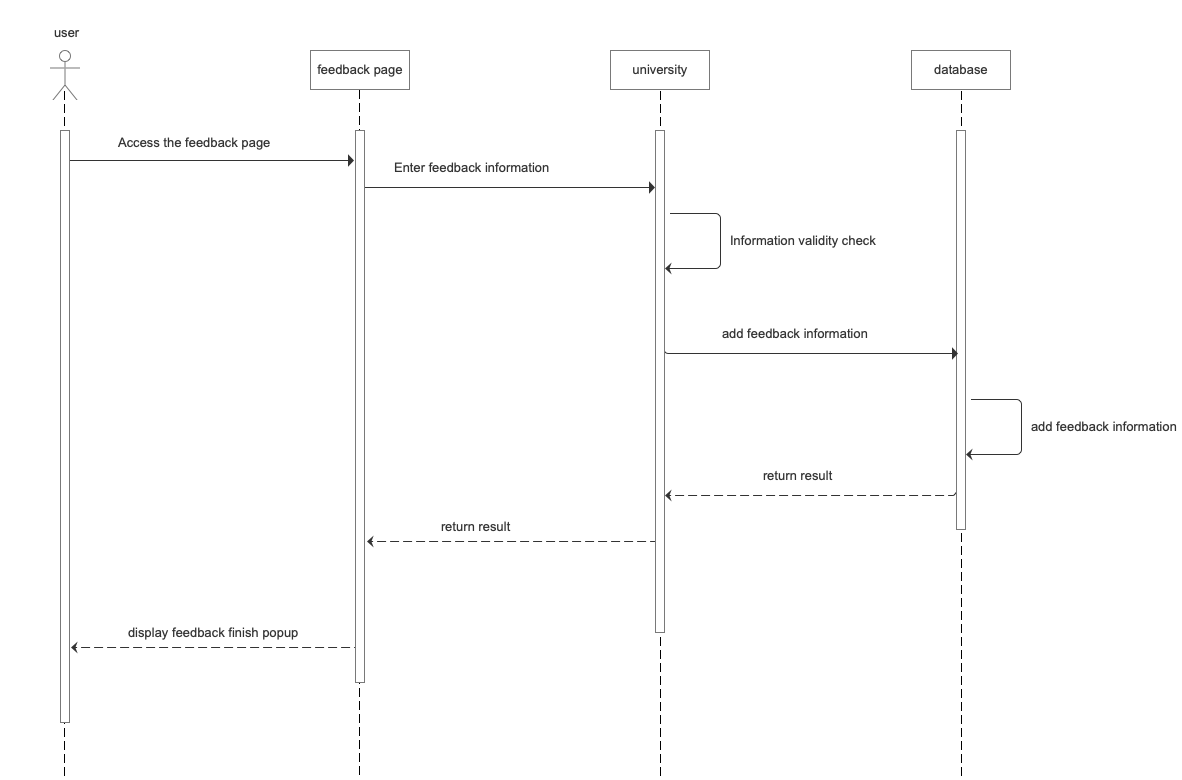 user
feedback page
university
database
Access the feedback page
Enter feedback information
Information validity check
add feedback information
add feedback information
return result
return result
display feedback finish popup